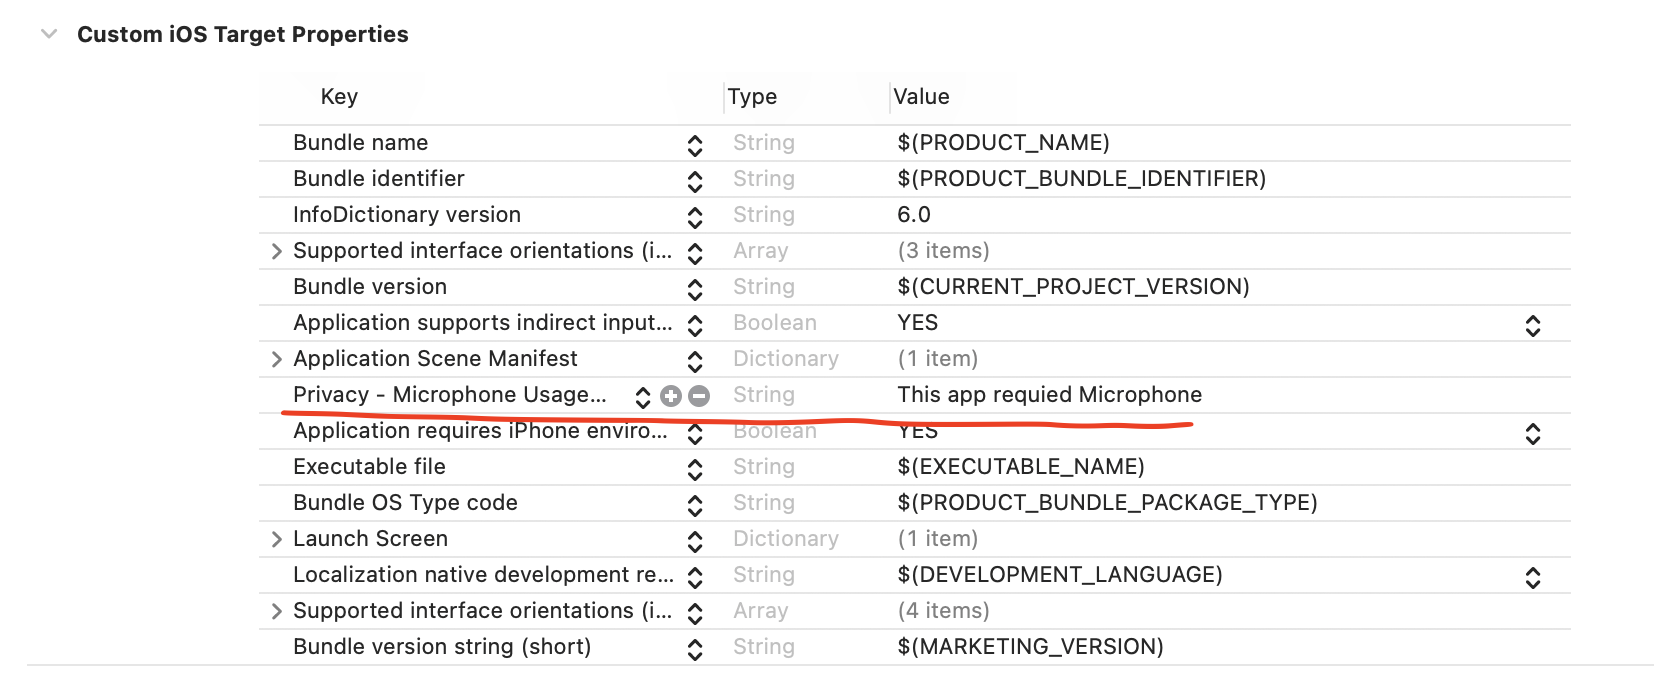 Custom iOS Target Properties
Key Type Value
Bundle name String $(PRODUCT_NAME)
Bundle identifier String $(PRODUCT_BUNDLE_IDENTIFIER)
InfoDictionary version String 6.0
Supported interface orientations (i... Array (3 items)
Bundle version String $(CURRENT_PROJECT_VERSION)
Application supports indirect input... Boolean YES
Application Scene Manifest Dictionary (1 item)
Privacy - Microphone Usage... String This app requied Microphone
Application requires iPhone enviro... Boolean YES
Executable file String $(EXECUTABLE_NAME)
Bundle OS Type code String $(PRODUCT_BUNDLE_PACKAGE_TYPE)
Launch Screen Dictionary (1 item)
Localization native development re... String $(DEVELOPMENT_LANGUAGE)
Supported interface orientations (i... Array (4 items)
Bundle version string (short) String $(MARKETING_VERSION)